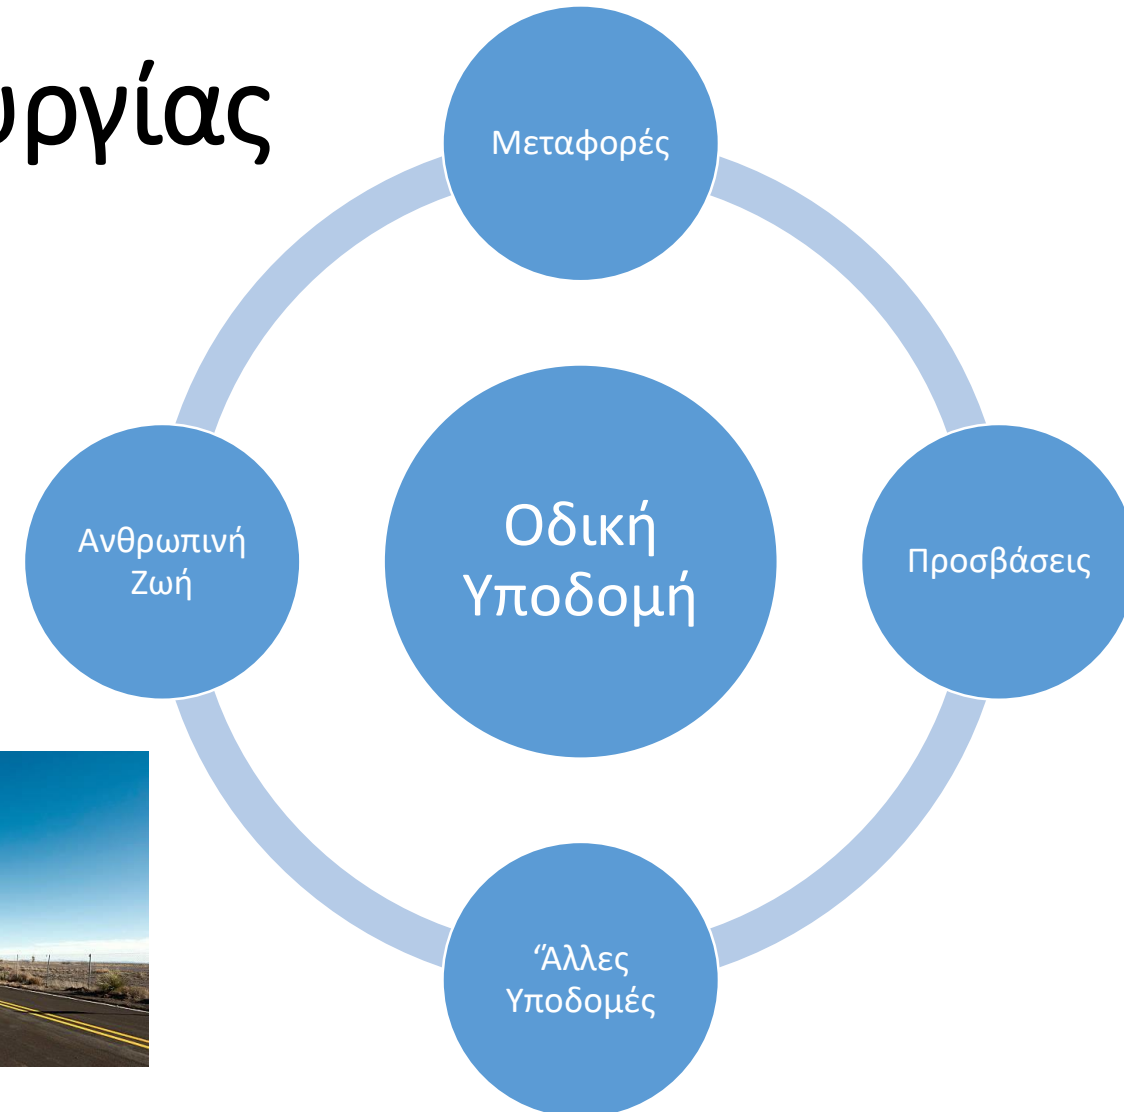 υργίας
Μεταφορές
Ανθρωπινή
Ζωή
Οδική
Υποδομή
Προσβάσεις
‘Άλλες
Υποδομές